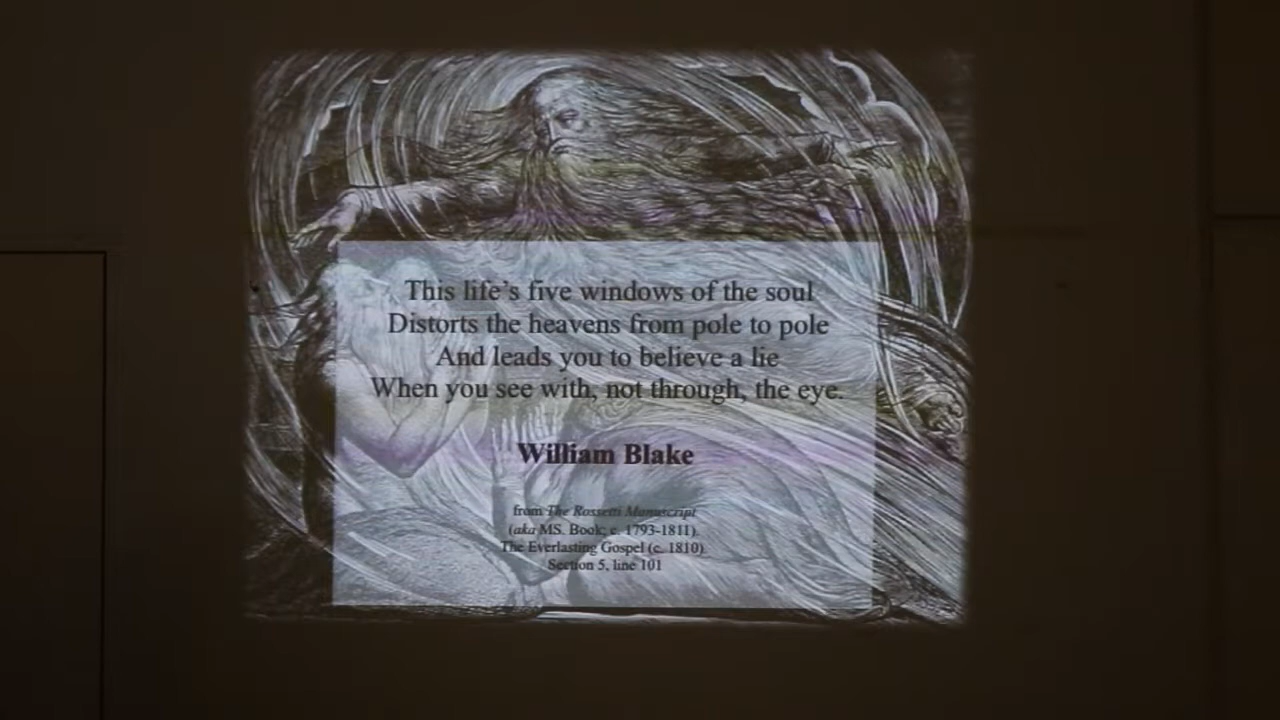 This life's five windows of the soul
Distorts the heavens from pole to pole
And leads you to believe a lie
When you see with, not through, the eye.
William Blake
from The Rossetti Manuscript
(aka MS. Book; c. 1793-1811).
The Everlasting Gospel (c. 1810)
Section 5, line 101